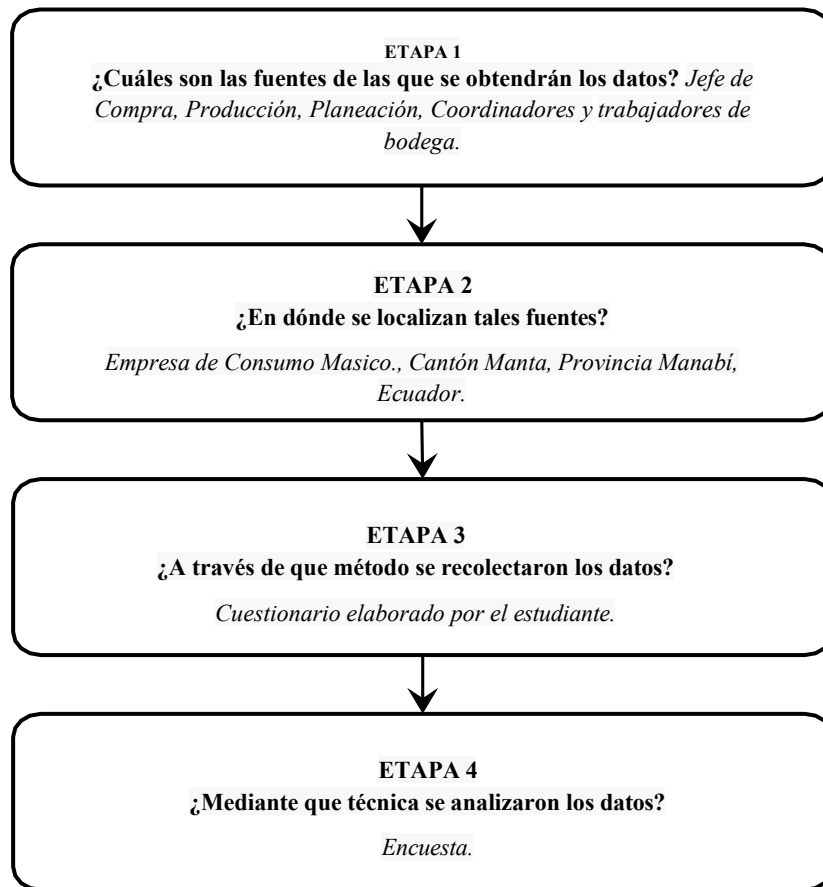 ETAPA 1
¿Cuáles son las fuentes de las que se obtendrán los datos? Jefe de
Compra, Producción, Planeación, Coordinadores y trabajadores de
bodega.
ETAPA 2
¿En dónde se localizan tales fuentes?
Empresa de Consumo Masico., Cantón Manta, Provincia Manabí,
Ecuador.
ETAPA 3
¿A través de que método se recolectaron los datos?
Cuestionario elaborado por el estudiante.
ETAPA 4
¿Mediante que técnica se analizaron los datos?
Encuesta.